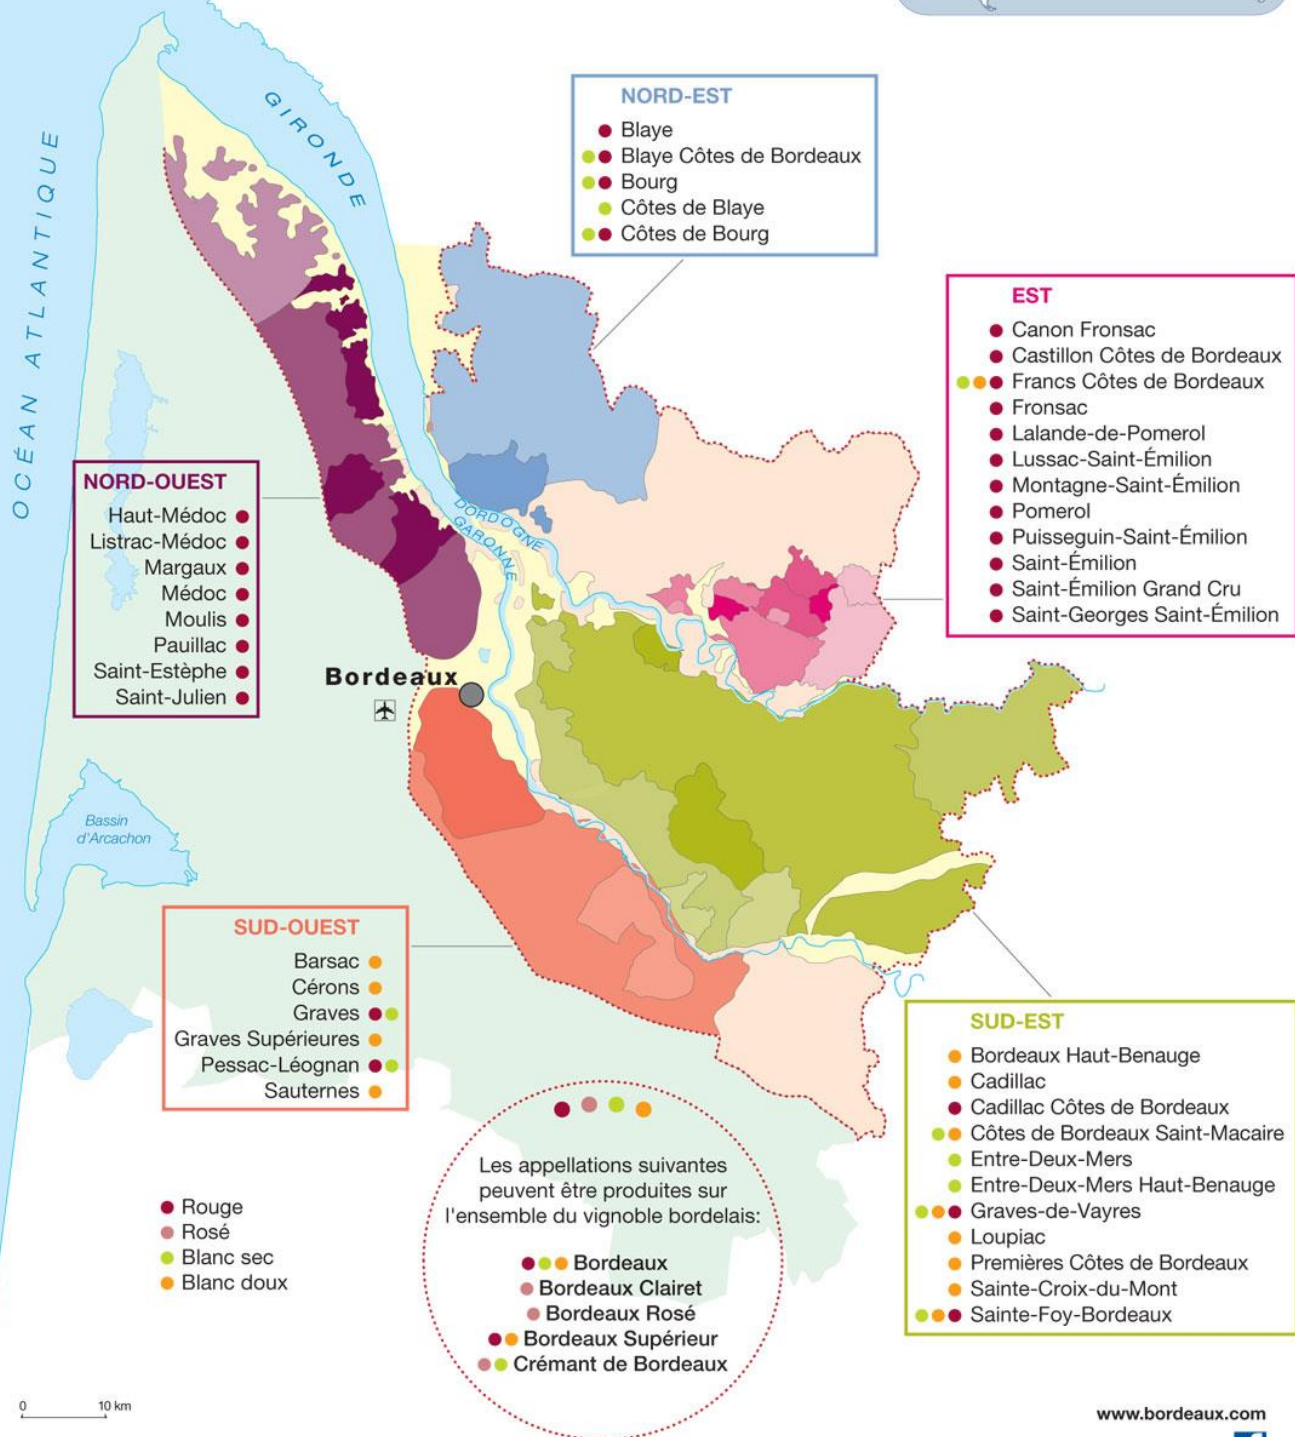 OCÉAN ATLANTIQUE
GIRONDE
NORD-EST
Blaye
Blaye Côtes de Bordeaux
Bourg
Côtes de Blaye
Côtes de Bourg
EST
Canon Fronsac
Castillon Côtes de Bordeaux
Francs Côtes de Bordeaux
Fronsac
Lalande-de-Pomerol
Lussac-Saint-Émilion
Montagne-Saint-Émilion
Pomerol
Puisseguin-Saint-Émilion
Saint-Émilion
Saint-Émilion Grand Cru
Saint-Georges Saint-Émilion
NORD-OUEST
Haut-Médoc
Listrac-Médoc
Margaux
Médoc
Moulis
Pauillac
Saint-Estèphe
Saint-Julien
DORDOGNE
GARONNE
Bordeaux
Bassin
d'Arcachon
SUD-OUEST
Barsac
Cérons
Graves
Graves Supérieures
Pessac-Léognan
Sauternes
SUD-EST
Bordeaux Haut-Benauge
Cadillac
Cadillac Côtes de Bordeaux
Côtes de Bordeaux Saint-Macaire
Entre-Deux-Mers
Entre-Deux-Mers Haut-Benauge
Graves-de-Vayres
Loupiac
Premières Côtes de Bordeaux
Sainte-Croix-du-Mont
Sainte-Foy-Bordeaux
Les appellations suivantes
peuvent être produites sur
l'ensemble du vignoble bordelais:
Bordeaux
Bordeaux Clairet
Bordeaux Rosé
Bordeaux Supérieur
Crémant de Bordeaux
Rouge
Rosé
Blanc sec
Blanc doux
0 10 km
www.bordeaux.com